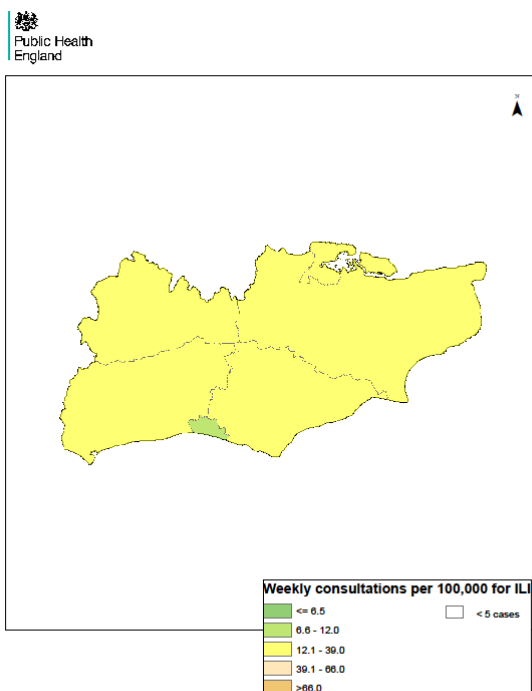 Public Health
England
N
Weekly consultations per 100,000 for ILI
<= 6.5
< 5 cases
6.6 - 12.0
12.1 - 39.0
39.1 - 66.0
>66.0